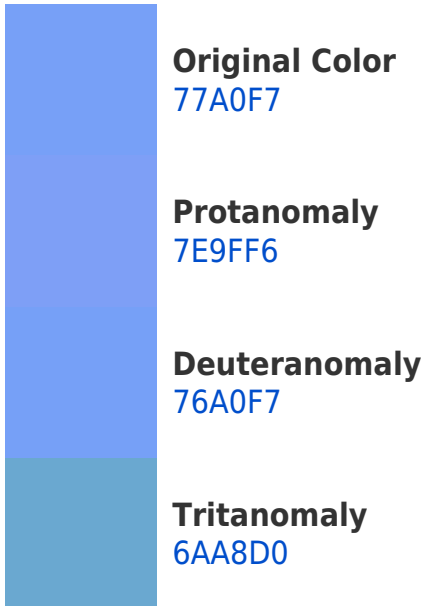 Original Color
77A0F7
Protanomaly
7E9FF6
Deuteranomaly
76A0F7
Tritanomaly
6AA8D0